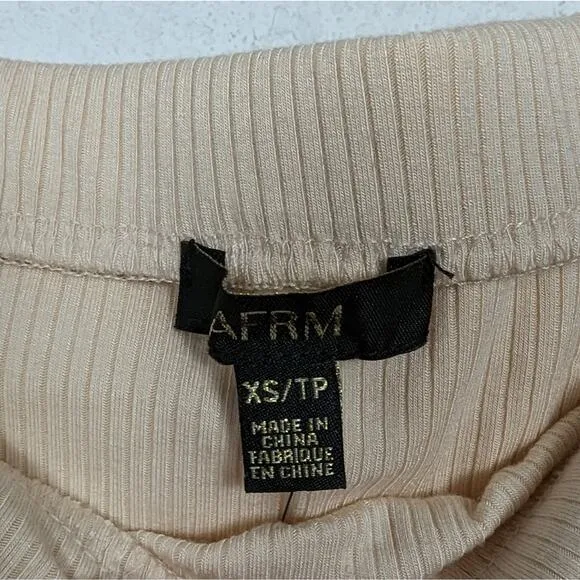 AFRM
XS/TP
MADE IN
CHINA
FABRIQUE
EN CHINE